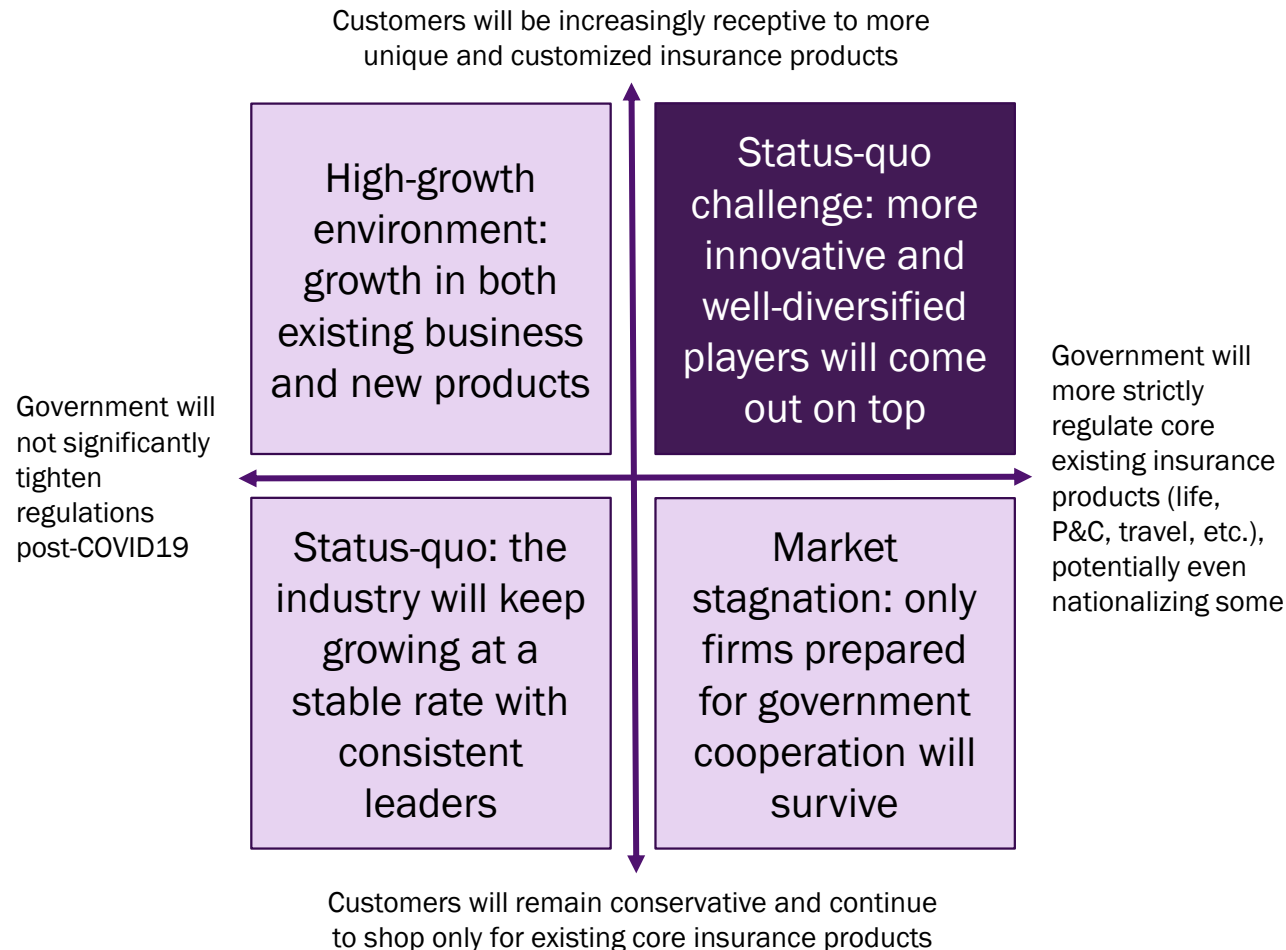 Customers will be increasingly receptive to more
unique and customized insurance products
High-growth
environment:
growth in both
existing business
and new products
Status-quo
challenge: more
innovative and
well-diversified
players will come
out on top
Government will
not significantly
tighten
regulations
post-COVID19
Government will
more strictly
regulate core
existing insurance
products (life,
P&C, travel, etc.),
potentially even
nationalizing some
Status-quo: the
industry will keep
growing at a
stable rate with
consistent
leaders
Market
stagnation: only
firms prepared
for government
cooperation will
survive
Customers will remain conservative and continue
to shop only for existing core insurance products